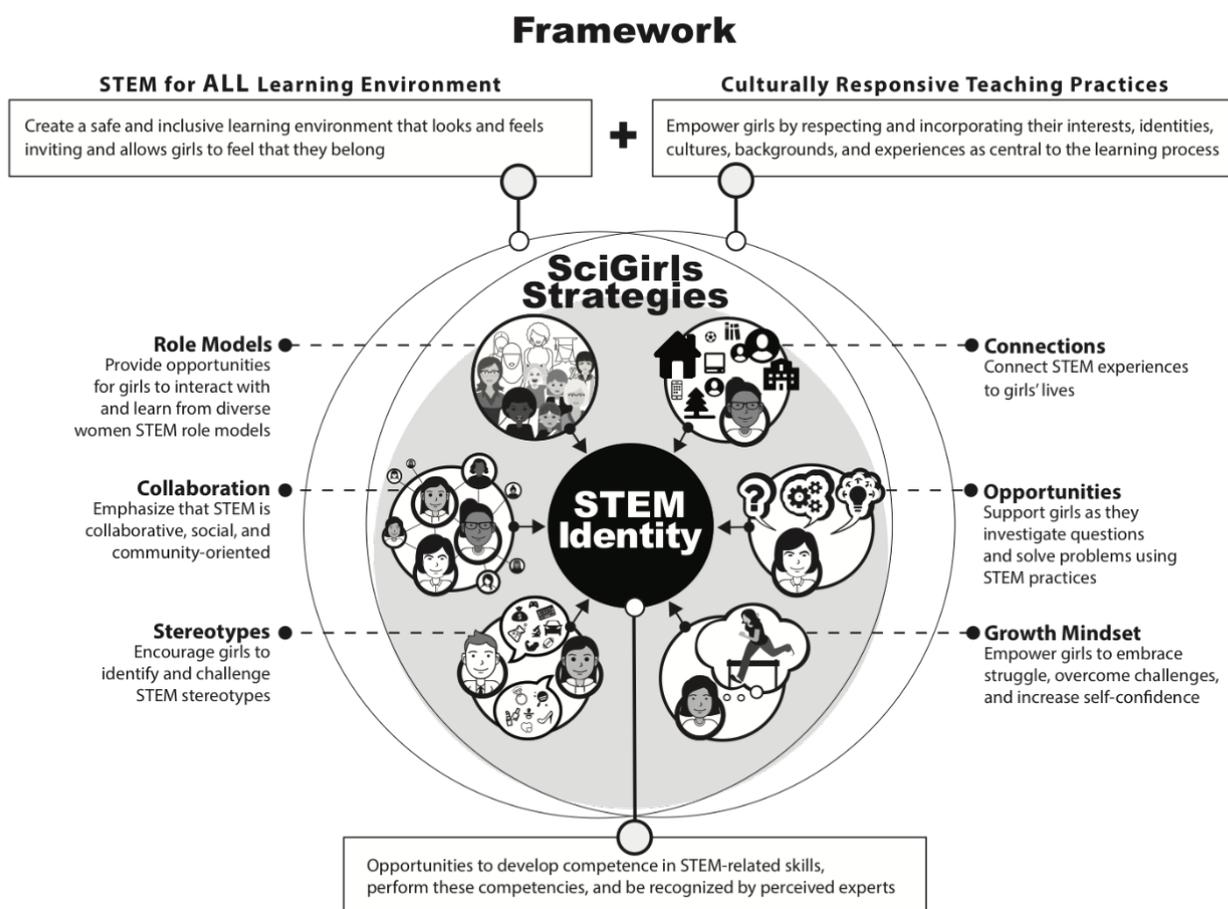 Framework
STEM for ALL Learning Environment
Create a safe and inclusive learning environment that looks and feels
inviting and allows girls to feel that they belong
+
Culturally Responsive Teaching Practices
Empower girls by respecting and incorporating their interests, identities,
cultures, backgrounds, and experiences as central to the learning process
SciGirls
Strategies
Role Models
Provide opportunities
for girls to interact with
and learn from diverse
women STEM role models
Collaboration
Emphasize that STEM is
collaborative, social, and
community-oriented
Stereotypes
Encourage girls to
identify and challenge
STEM stereotypes
STEM
Identity
Connections
Connect STEM experiences
to girls' lives
?
Opportunities
Support girls as they
investigate questions
and solve problems using
STEM practices
Growth Mindset
Empower girls to embrace
struggle, overcome challenges,
and increase self-confidence
Opportunities to develop competence in STEM-related skills,
perform these competencies, and be recognized by perceived experts